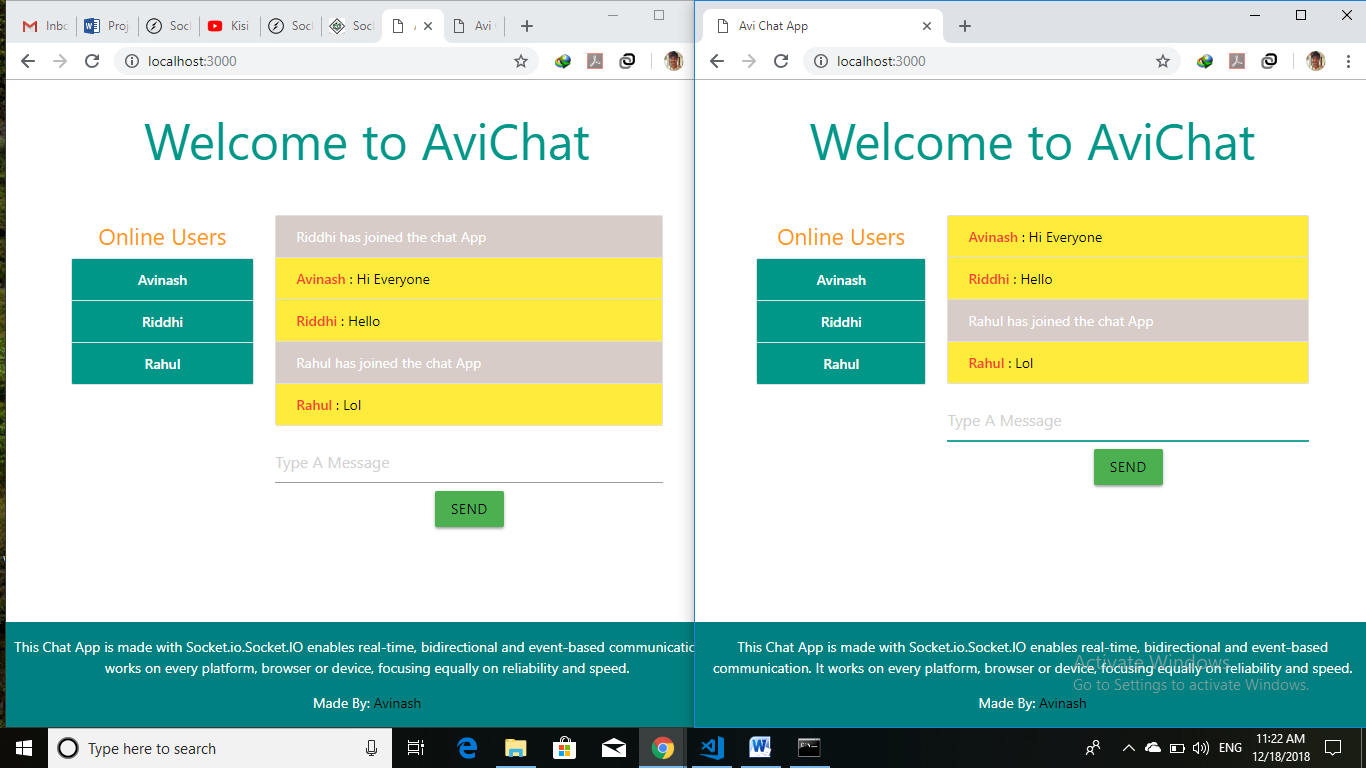 Inbc
Proj
Socl
Kisi
Socl
Soc
Avi
localhost:3000
Welcome to AviChat
Online Users
Avinash
Riddhi
Rahul
Riddhi has joined the chat App
Avinash : Hi Everyone
Riddhi : Hello
Rahul has joined the chat App
Rahul : Lol
Type A Message
SEND
This Chat App is made with Socket.io.Socket.IO enables real-time, bidirectional and event-based communicatio
works on every platform, browser or device, focusing equally on reliability and speed.
Made By: Avinash
Avi Chat App
localhost:3000
Welcome to AviChat
Online Users
Avinash
Riddhi
Rahul
Avinash : Hi Everyone
Riddhi : Hello
Rahul has joined the chat App
Rahul : Lol
Type A Message
SEND
This Chat App is made with Socket.io.Socket.IO enables real-time, bidirectional and event-based
communication. It works on every platform, browser or device, focusing equally on reliability and speed.
Made By: Avinash
Activate Windows
Go to Settings to activate Windows.
Type here to search
ENG
11:22 AM
12/18/2018